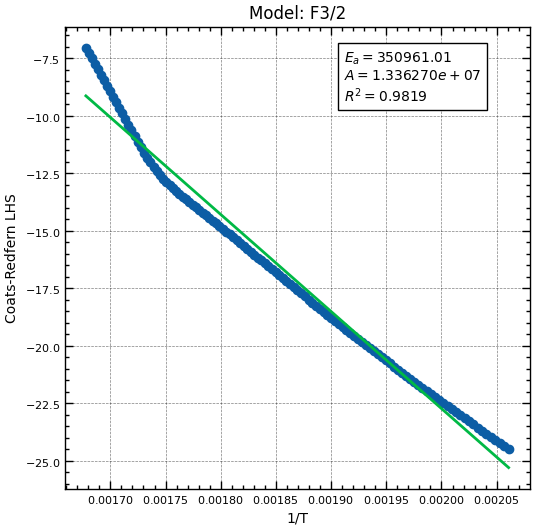 Model: F3/2
E_a = 350961.01
A = 1.336270e + 07
R^2 = 0.9819
Coats-Redfern LHS
−7.5
−10.0
−12.5
−15.0
−17.5
−20.0
−22.5
−25.0
0.00170 0.00175 0.00180 0.00185 0.00190 0.00195 0.00200 0.00205
1/T